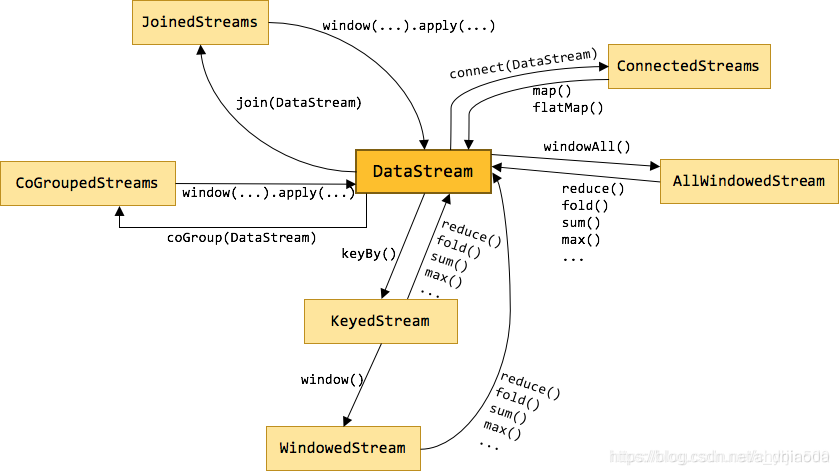 JoinedStreams
window(...).apply(...)
connect(DataStream)
ConnectedStreams
map()
flatMap()
join(DataStream)
windowAll()
DataStream
CoGroupedStreams
window(...).apply(...)
AllWindowedStream
reduce()
fold()
sum()
max()
...
coGroup(DataStream)
keyBy()
reduce()
fold()
sum()
max()
...
KeyedStream
window()
reduce()
fold()
sum()
max()
...
WindowedStream
https://blog.csdn.net/